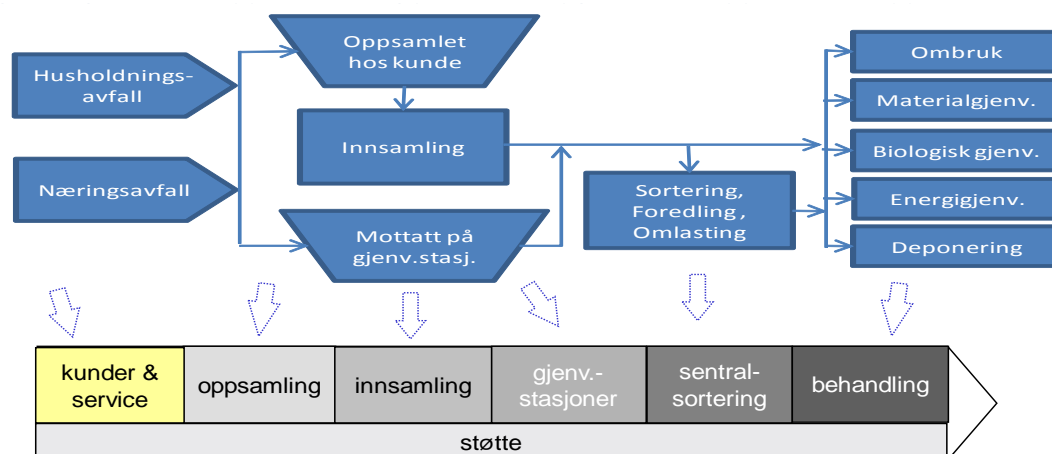 Husholdnings-
avfall
Næringsavfall
Oppsamlet
hos kunde
Innsamling
Mottatt på
gjenv.stasj.
Sortering,
Foredling ,
Omlasting
Ombruk
Materialgjenv.
Biologisk gjenv.
Energigjenv.
Deponering
kunder &
service
oppsamling
innsamling
gjenv.-
stasjoner
sentral-
sortering
behandling
støtte